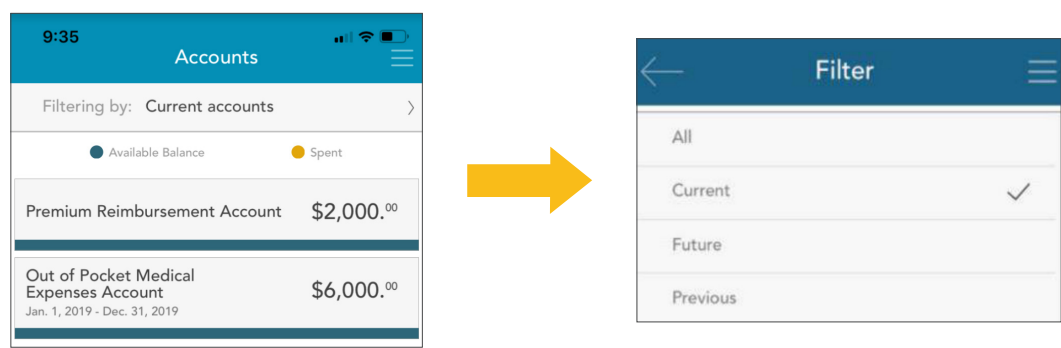 9:35
Accounts
Filtering by: Current accounts
Available Balance Spent
Premium Reimbursement Account $2,000.00
Out of Pocket Medical
Expenses Account $6,000.00
Jan. 1, 2019 - Dec. 31, 2019
Filter
All
Current
Future
Previous